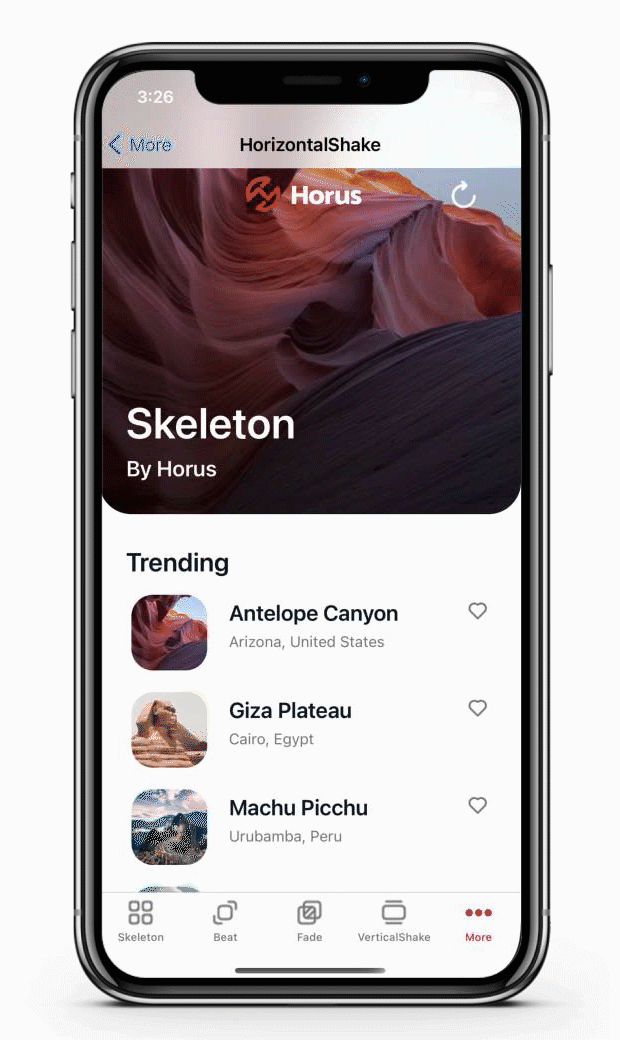 3:26
More
HorizontalShake
Horus
Skeleton
By Horus
Trending
Antelope Canyon
Arizona, United States
Giza Plateau
Cairo, Egypt
Machu Picchu
Urubamba, Peru
Skeleton
Beat
Fade
VerticalShake
More